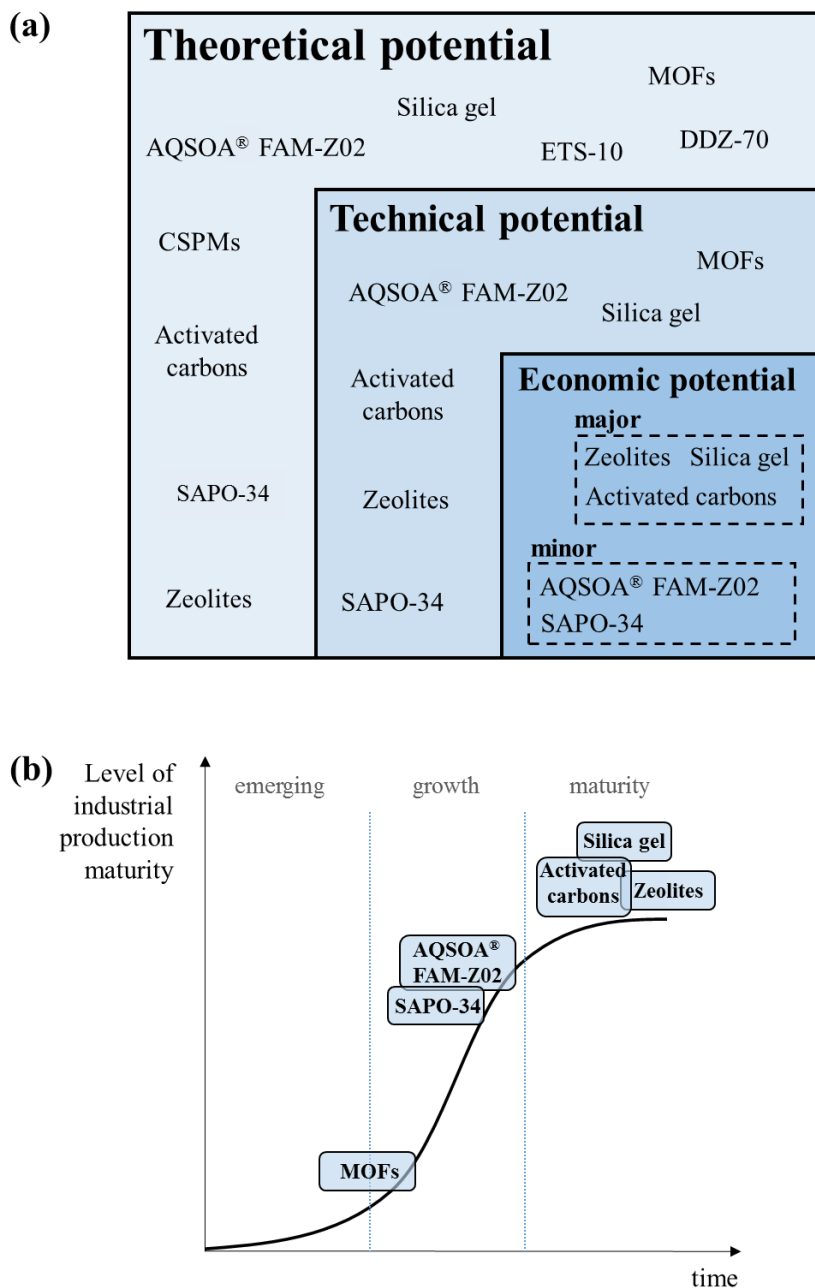 (a)
Theoretical potential
MOFs
Silica gel
AQSOA® FAM-Z02
ETS-10
DDZ-70
CSPMs
Activated
carbons
SAPO-34
Zeolites
Technical potential
MOFs
AQSOA® FAM-Z02
Silica gel
Activated
carbons
Zeolites
SAPO-34
Economic potential
major
Zeolites Silica gel
Activated carbons
minor
AQSOA® FAM-Z02
SAPO-34
(b)
Level of
industrial
production
maturity
emerging
growth
maturity
Silica gel
Activated
carbons
Zeolites
AQSOA®
FAM-Z02
SAPO-34
MOFs
time